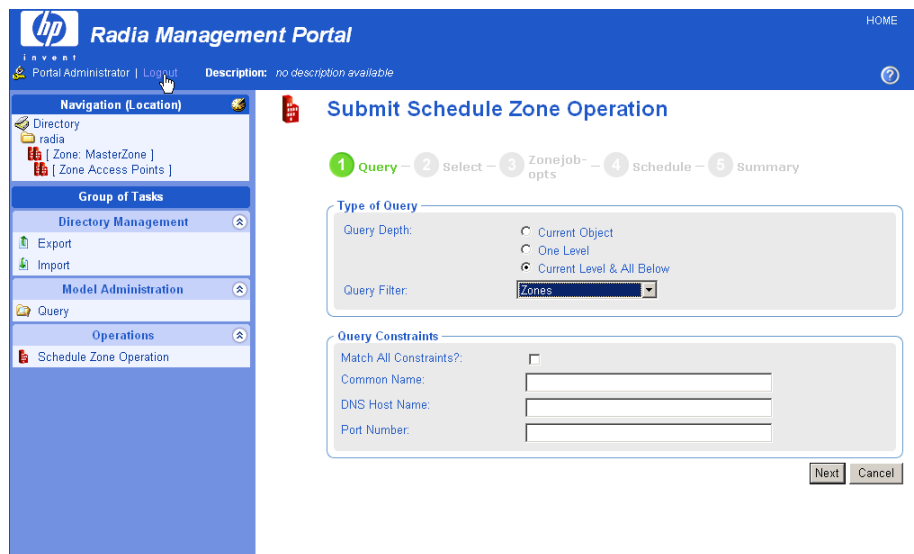 hp
invent
Radia Management Portal
HOME
Portal Administrator | Logout Description: no description available
?
Navigation (Location)
Directory
radia
[ Zone: MasterZone ]
[ Zone Access Points ]
Group of Tasks
Directory Management
Export
Import
Model Administration
Query
Operations
Schedule Zone Operation
Submit Schedule Zone Operation
1 Query – 2 Select – 3 Zonejob-
opts – 4 Schedule – 5 Summary
Type of Query
Query Depth:
Current Object
One Level
Current Level & All Below
Query Filter: Zones
Query Constraints
Match All Constraints?:
Common Name:
DNS Host Name:
Port Number:
Next Cancel